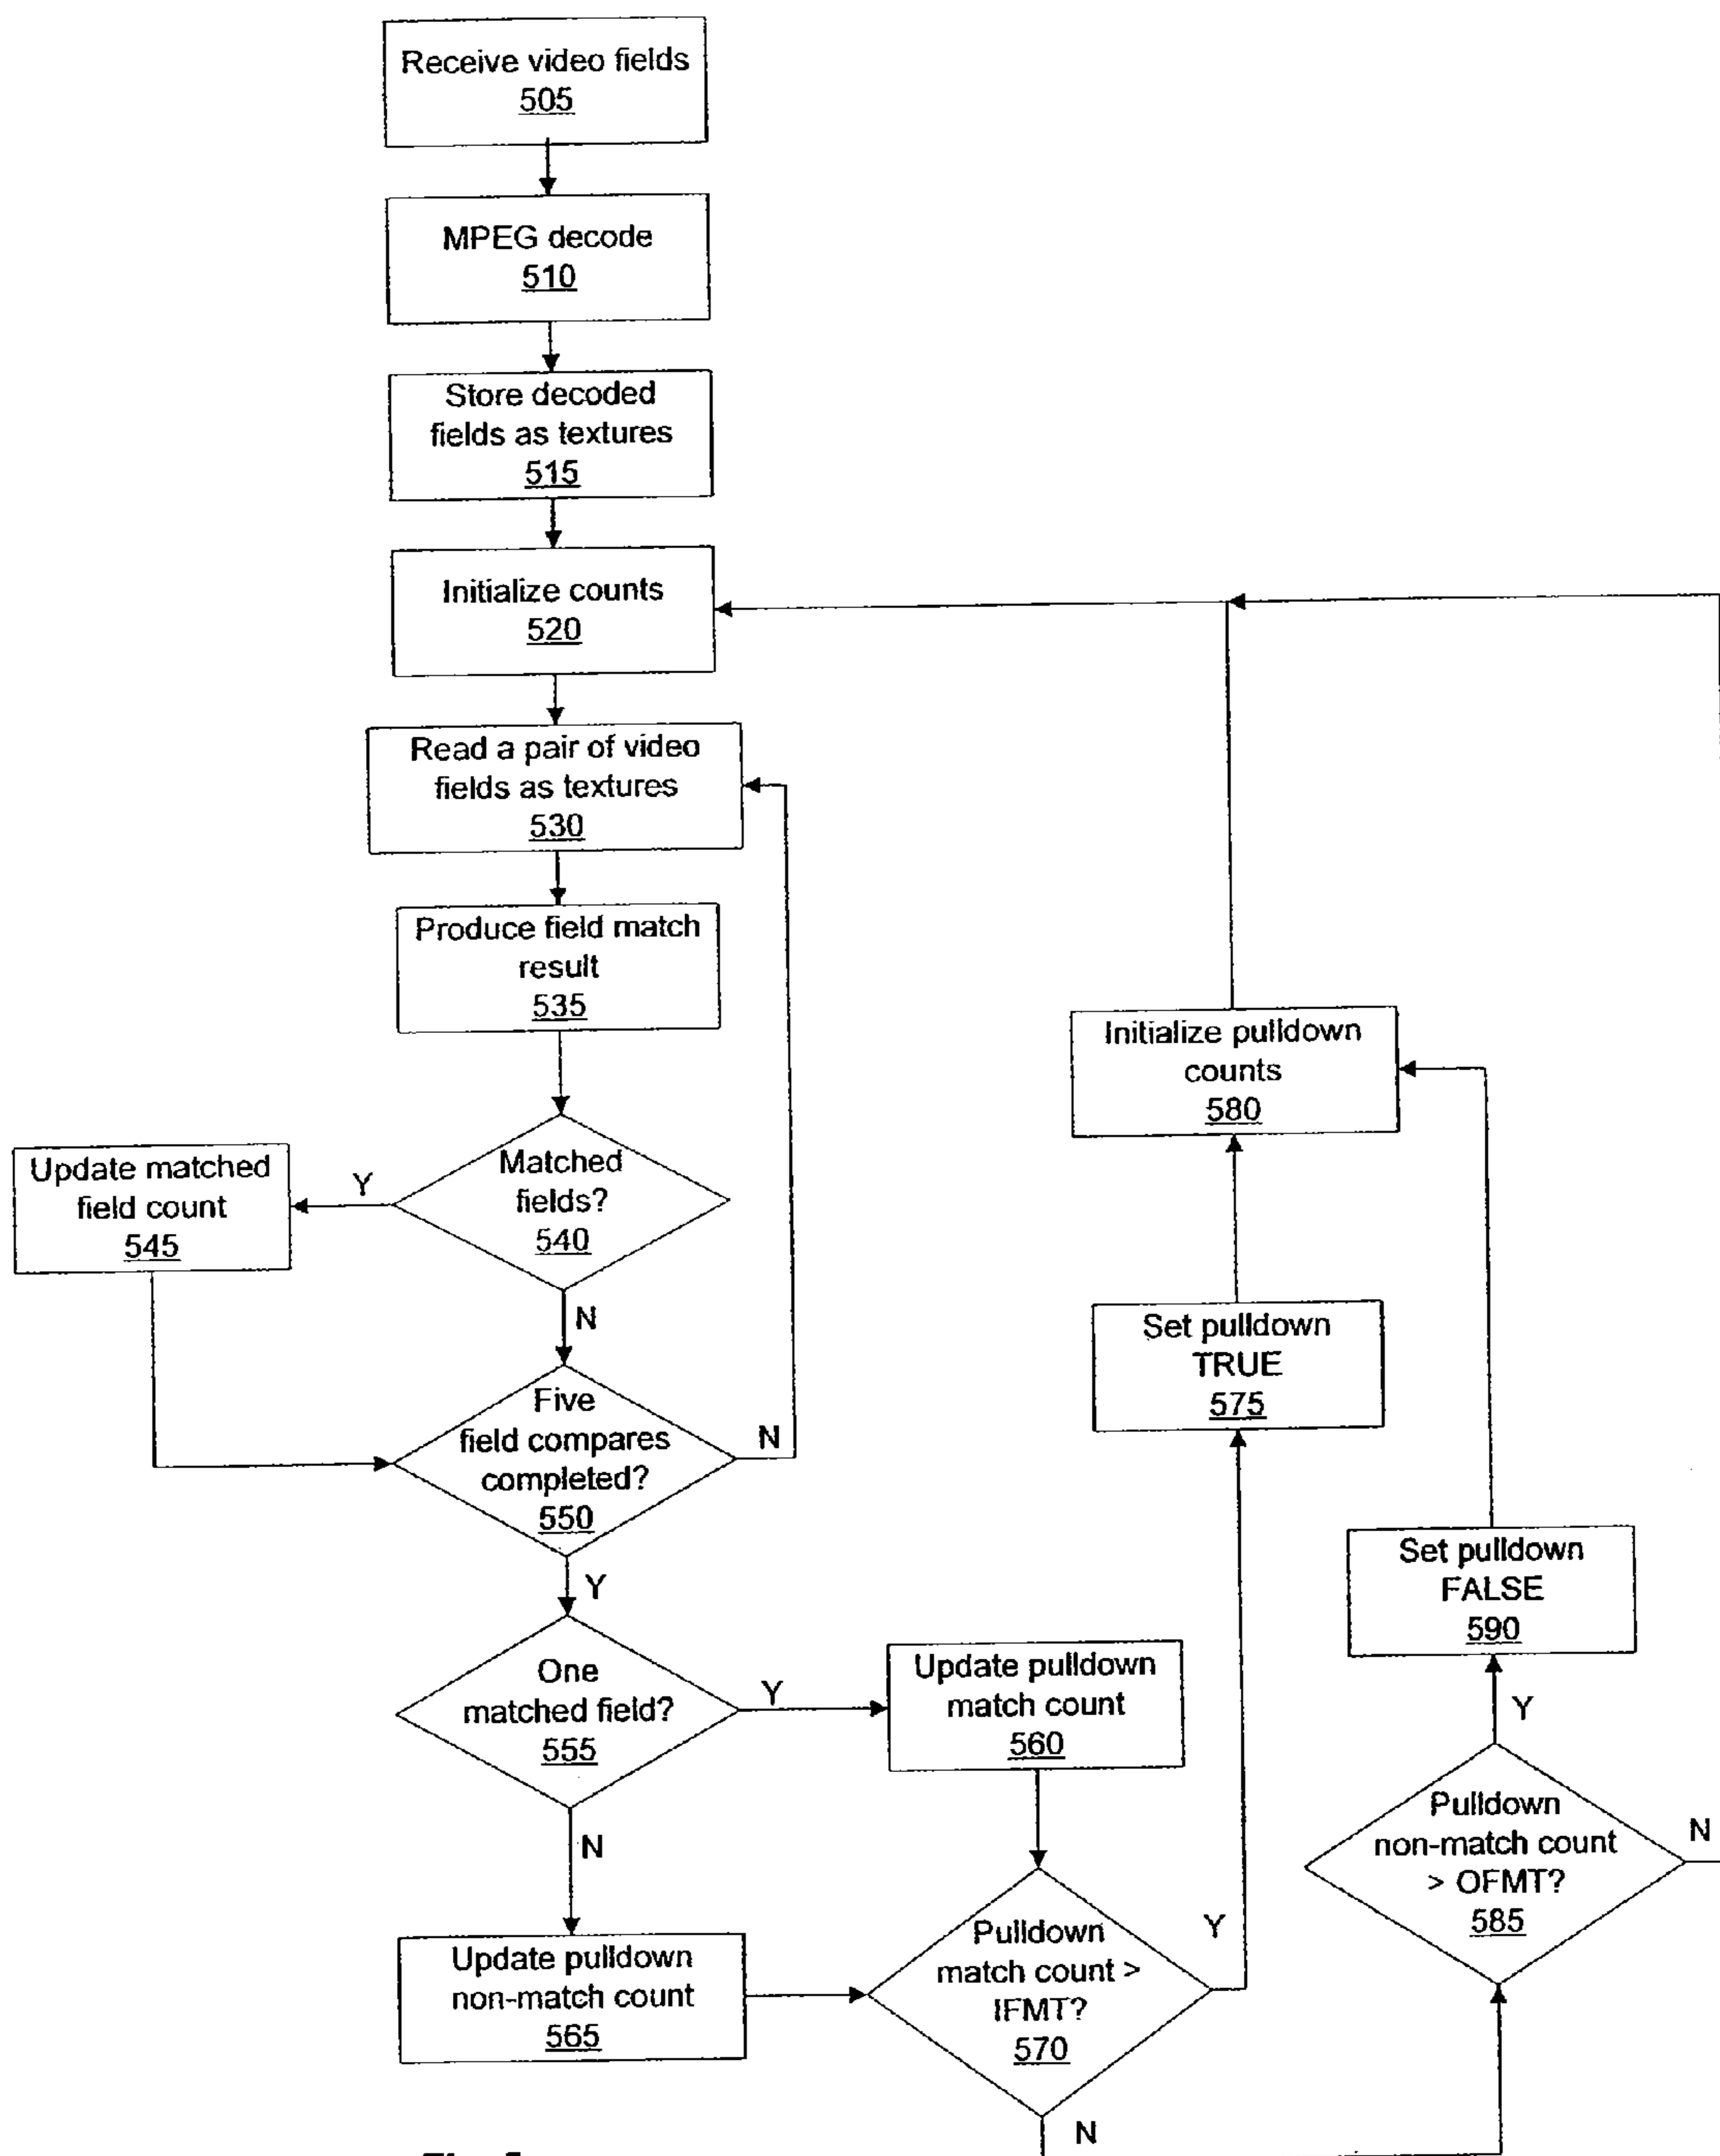 Receive video fields
505
MPEG decode
510
Store decoded
fields as textures
515
Initialize counts
520
Read a pair of video
fields as textures
530
Produce field match
result
535
Matched
fields?
540
Y
N
Update matched
field count
545
Five
field compares
completed?
550
N
Y
One
matched field?
555
Y
N
Update pulldown
match count
560
Update pulldown
non-match count
565
Pulldown
match count >
IFMT?
570
Y
N
Set pulldown
TRUE
575
Initialize pulldown
counts
580
Pulldown
non-match count
> OFMT?
585
Y
N
Set pulldown
FALSE
590